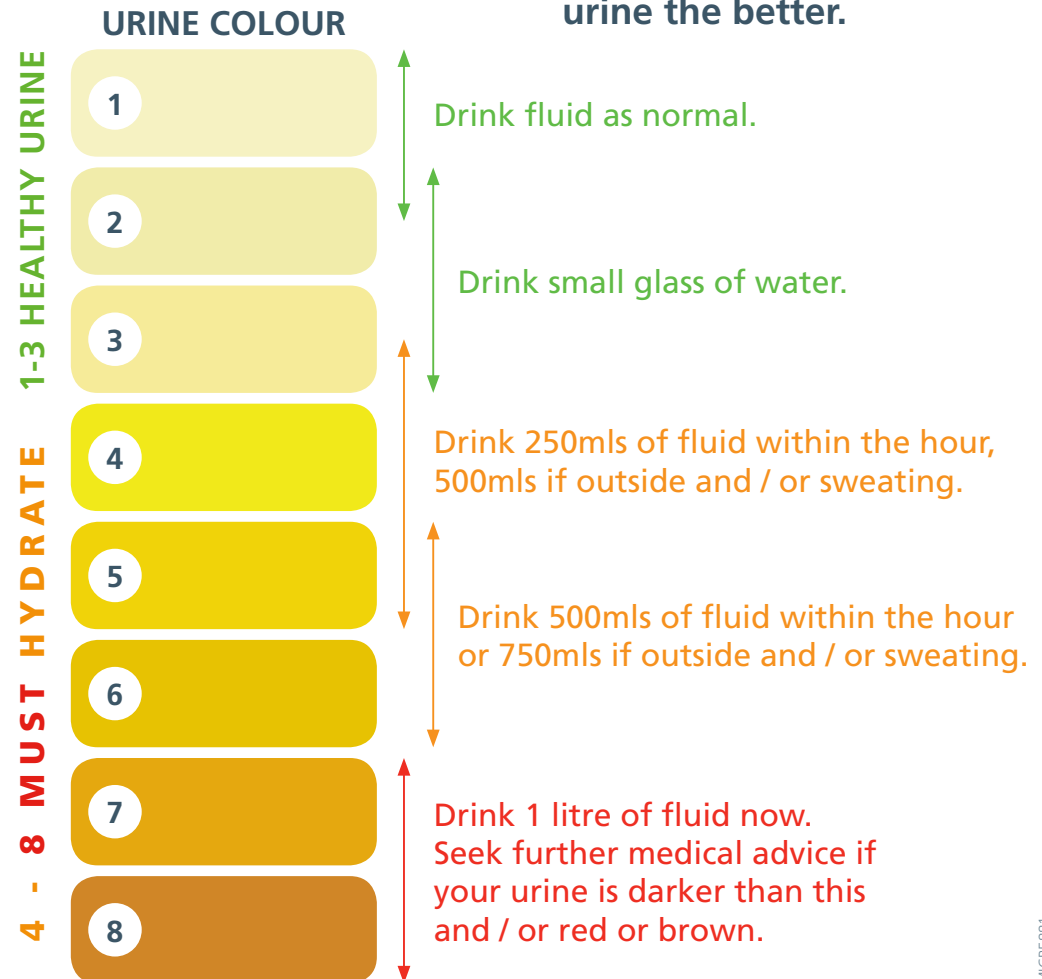 urine the better.
URINE COLOUR
1-3 HEALTHY URINE
4 - 8 MUST HYDRATE
1
Drink fluid as normal.
2
Drink small glass of water.
3
4
Drink 250mls of fluid within the hour,
500mls if outside and / or sweating.
5
Drink 500mls of fluid within the hour
or 750mls if outside and / or sweating.
6
7
Drink 1 litre of fluid now.
Seek further medical advice if
your urine is darker than this
and / or red or brown.
8